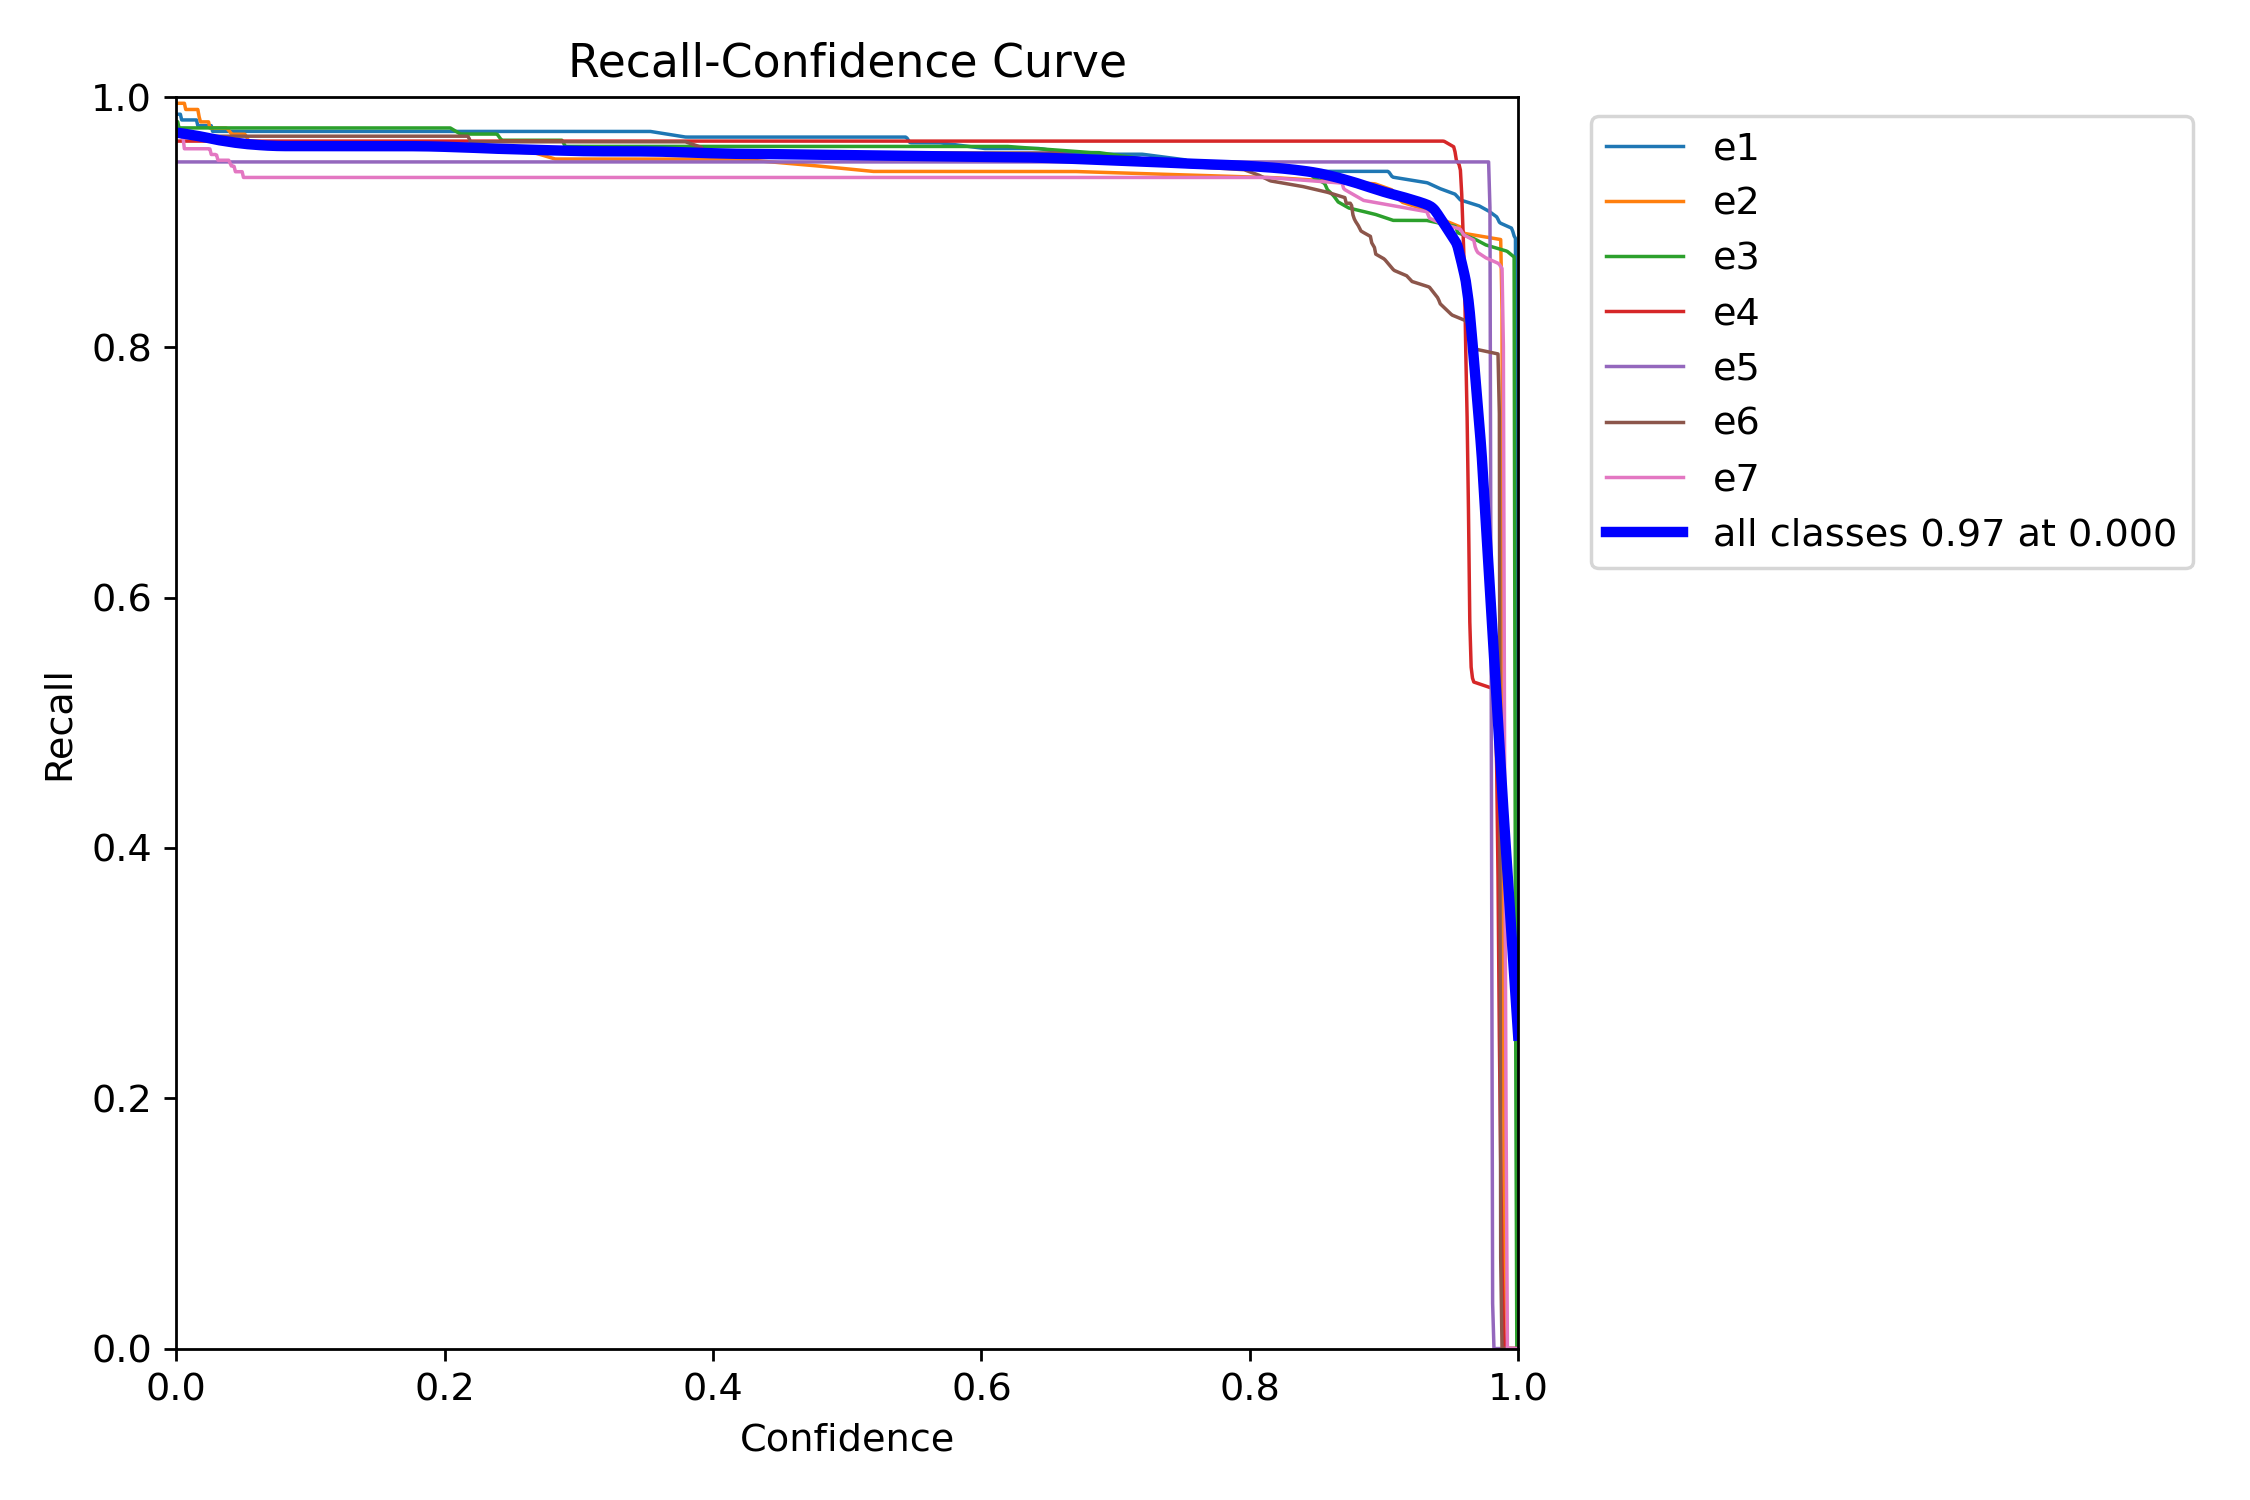 Recall-Confidence Curve
1.0
0.8
0.6
0.4
0.2
0.0
Recall
0.0 0.2 0.4 0.6 0.8 1.0
Confidence
e1
e2
e3
e4
e5
e6
e7
all classes 0.97 at 0.000